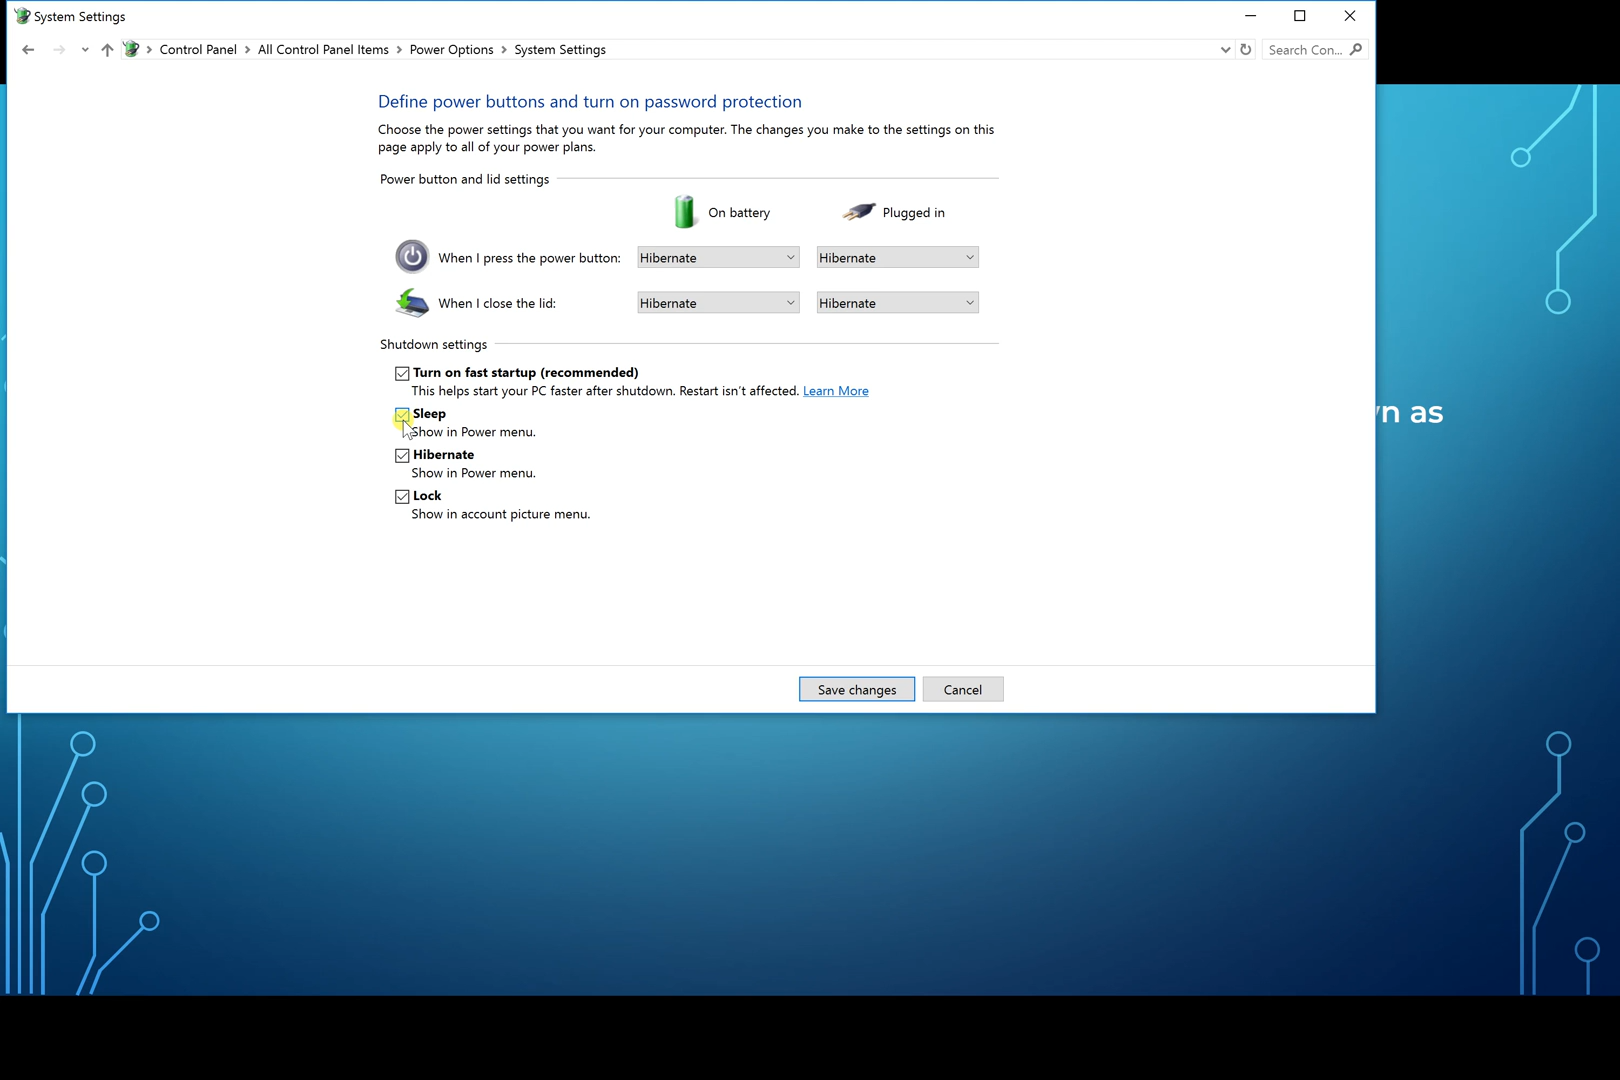 System Settings
Control Panel > All Control Panel Items > Power Options > System Settings
Search Con...
Define power buttons and turn on password protection
Choose the power settings that you want for your computer. The changes you make to the settings on this
page apply to all of your power plans.
Power button and lid settings
On battery Plugged in
When I press the power button: Hibernate Hibernate
When I close the lid: Hibernate Hibernate
Shutdown settings
Turn on fast startup (recommended)
This helps start your PC faster after shutdown. Restart isn't affected. Learn More
Sleep
Show in Power menu.
Hibernate
Show in Power menu.
Lock
Show in account picture menu.
Save changes Cancel
as